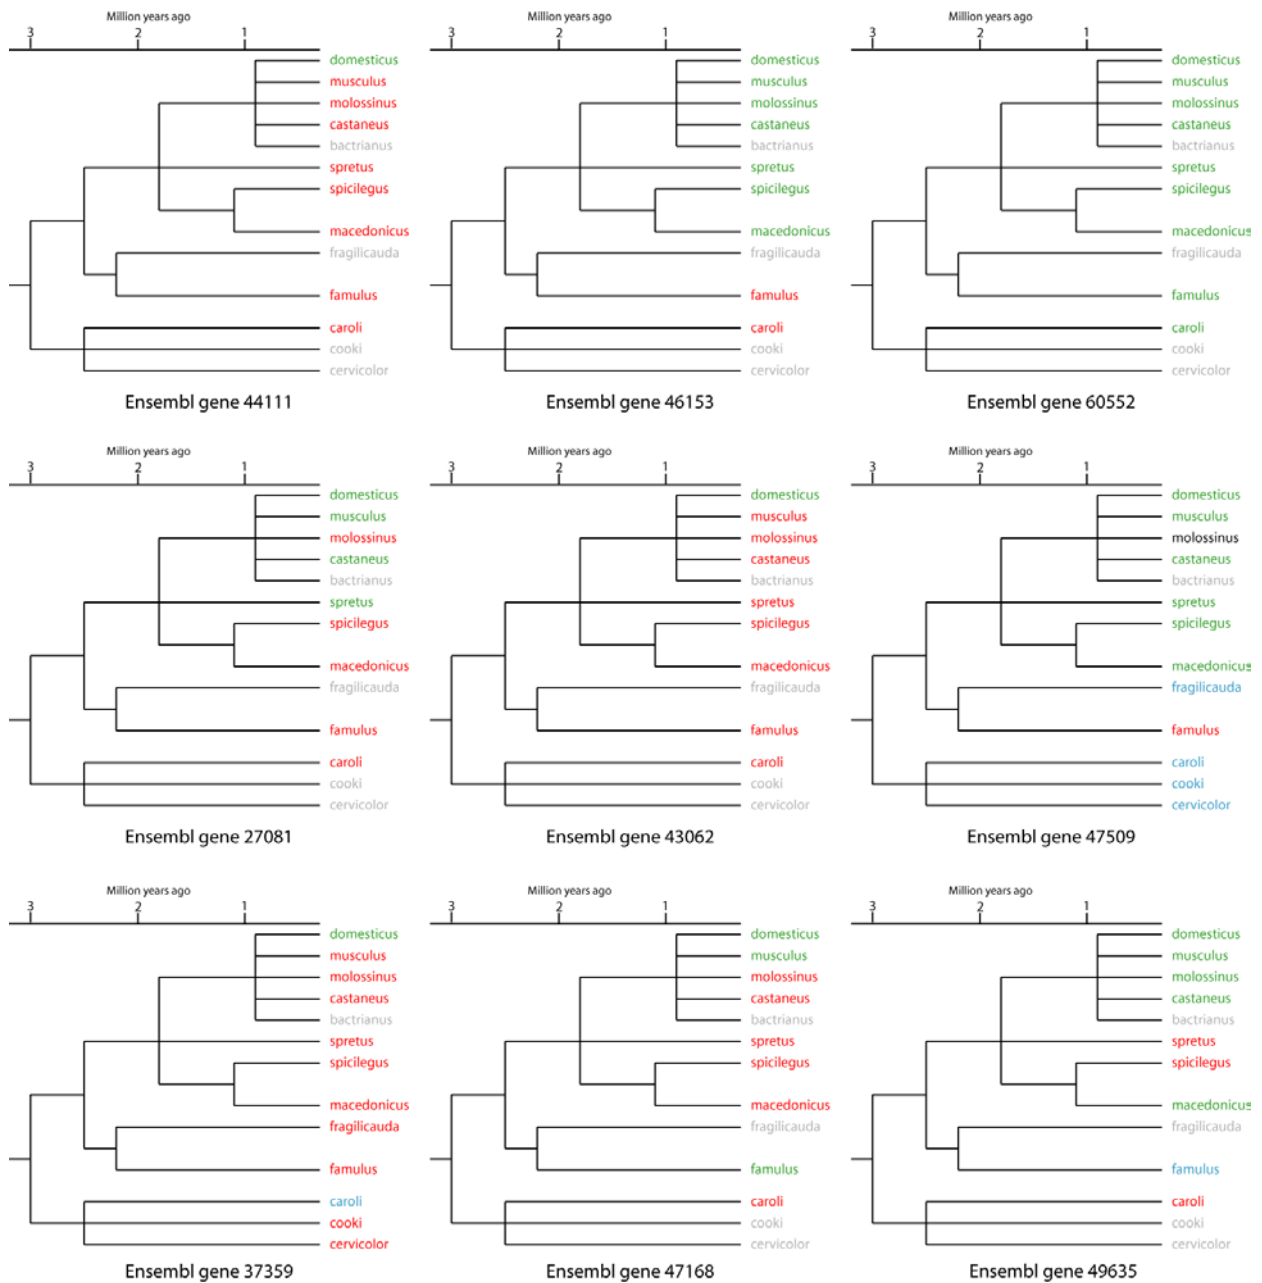 Million years ago
3 2 1
domesticus
musculus
molossinus
castaneus
bactrianus
spretus
spicilegus
macedonicus
fragilicauda
famulus
caroli
cooki
cervicolor
Ensembl gene 44111
Million years ago
3 2 1
domesticus
musculus
molossinus
castaneus
bactrianus
spretus
spicilegus
macedonicus
fragilicauda
famulus
caroli
cooki
cervicolor
Ensembl gene 46153
Million years ago
3 2 1
domesticus
musculus
molossinus
castaneus
bactrianus
spretus
spicilegus
macedonicus
fragilicauda
famulus
caroli
cooki
cervicolor
Ensembl gene 60552
Million years ago
3 2 1
domesticus
musculus
molossinus
castaneus
bactrianus
spretus
spicilegus
macedonicus
fragilicauda
famulus
caroli
cooki
cervicolor
Ensembl gene 27081
Million years ago
3 2 1
domesticus
musculus
molossinus
castaneus
bactrianus
spretus
spicilegus
macedonicus
fragilicauda
famulus
caroli
cooki
cervicolor
Ensembl gene 43062
Million years ago
3 2 1
domesticus
musculus
molossinus
castaneus
bactrianus
spretus
spicilegus
macedonicus
fragilicauda
famulus
caroli
cooki
cervicolor
Ensembl gene 47509
Million years ago
3 2 1
domesticus
musculus
molossinus
castaneus
bactrianus
spretus
spicilegus
macedonicus
fragilicauda
famulus
caroli
cooki
cervicolor
Ensembl gene 37359
Million years ago
3 2 1
domesticus
musculus
molossinus
castaneus
bactrianus
spretus
spicilegus
macedonicus
fragilicauda
famulus
caroli
cooki
cervicolor
Ensembl gene 47168
Million years ago
3 2 1
domesticus
musculus
molossinus
castaneus
bactrianus
spretus
spicilegus
macedonicus
fragilicauda
famulus
caroli
cooki
cervicolor
Ensembl gene 49635